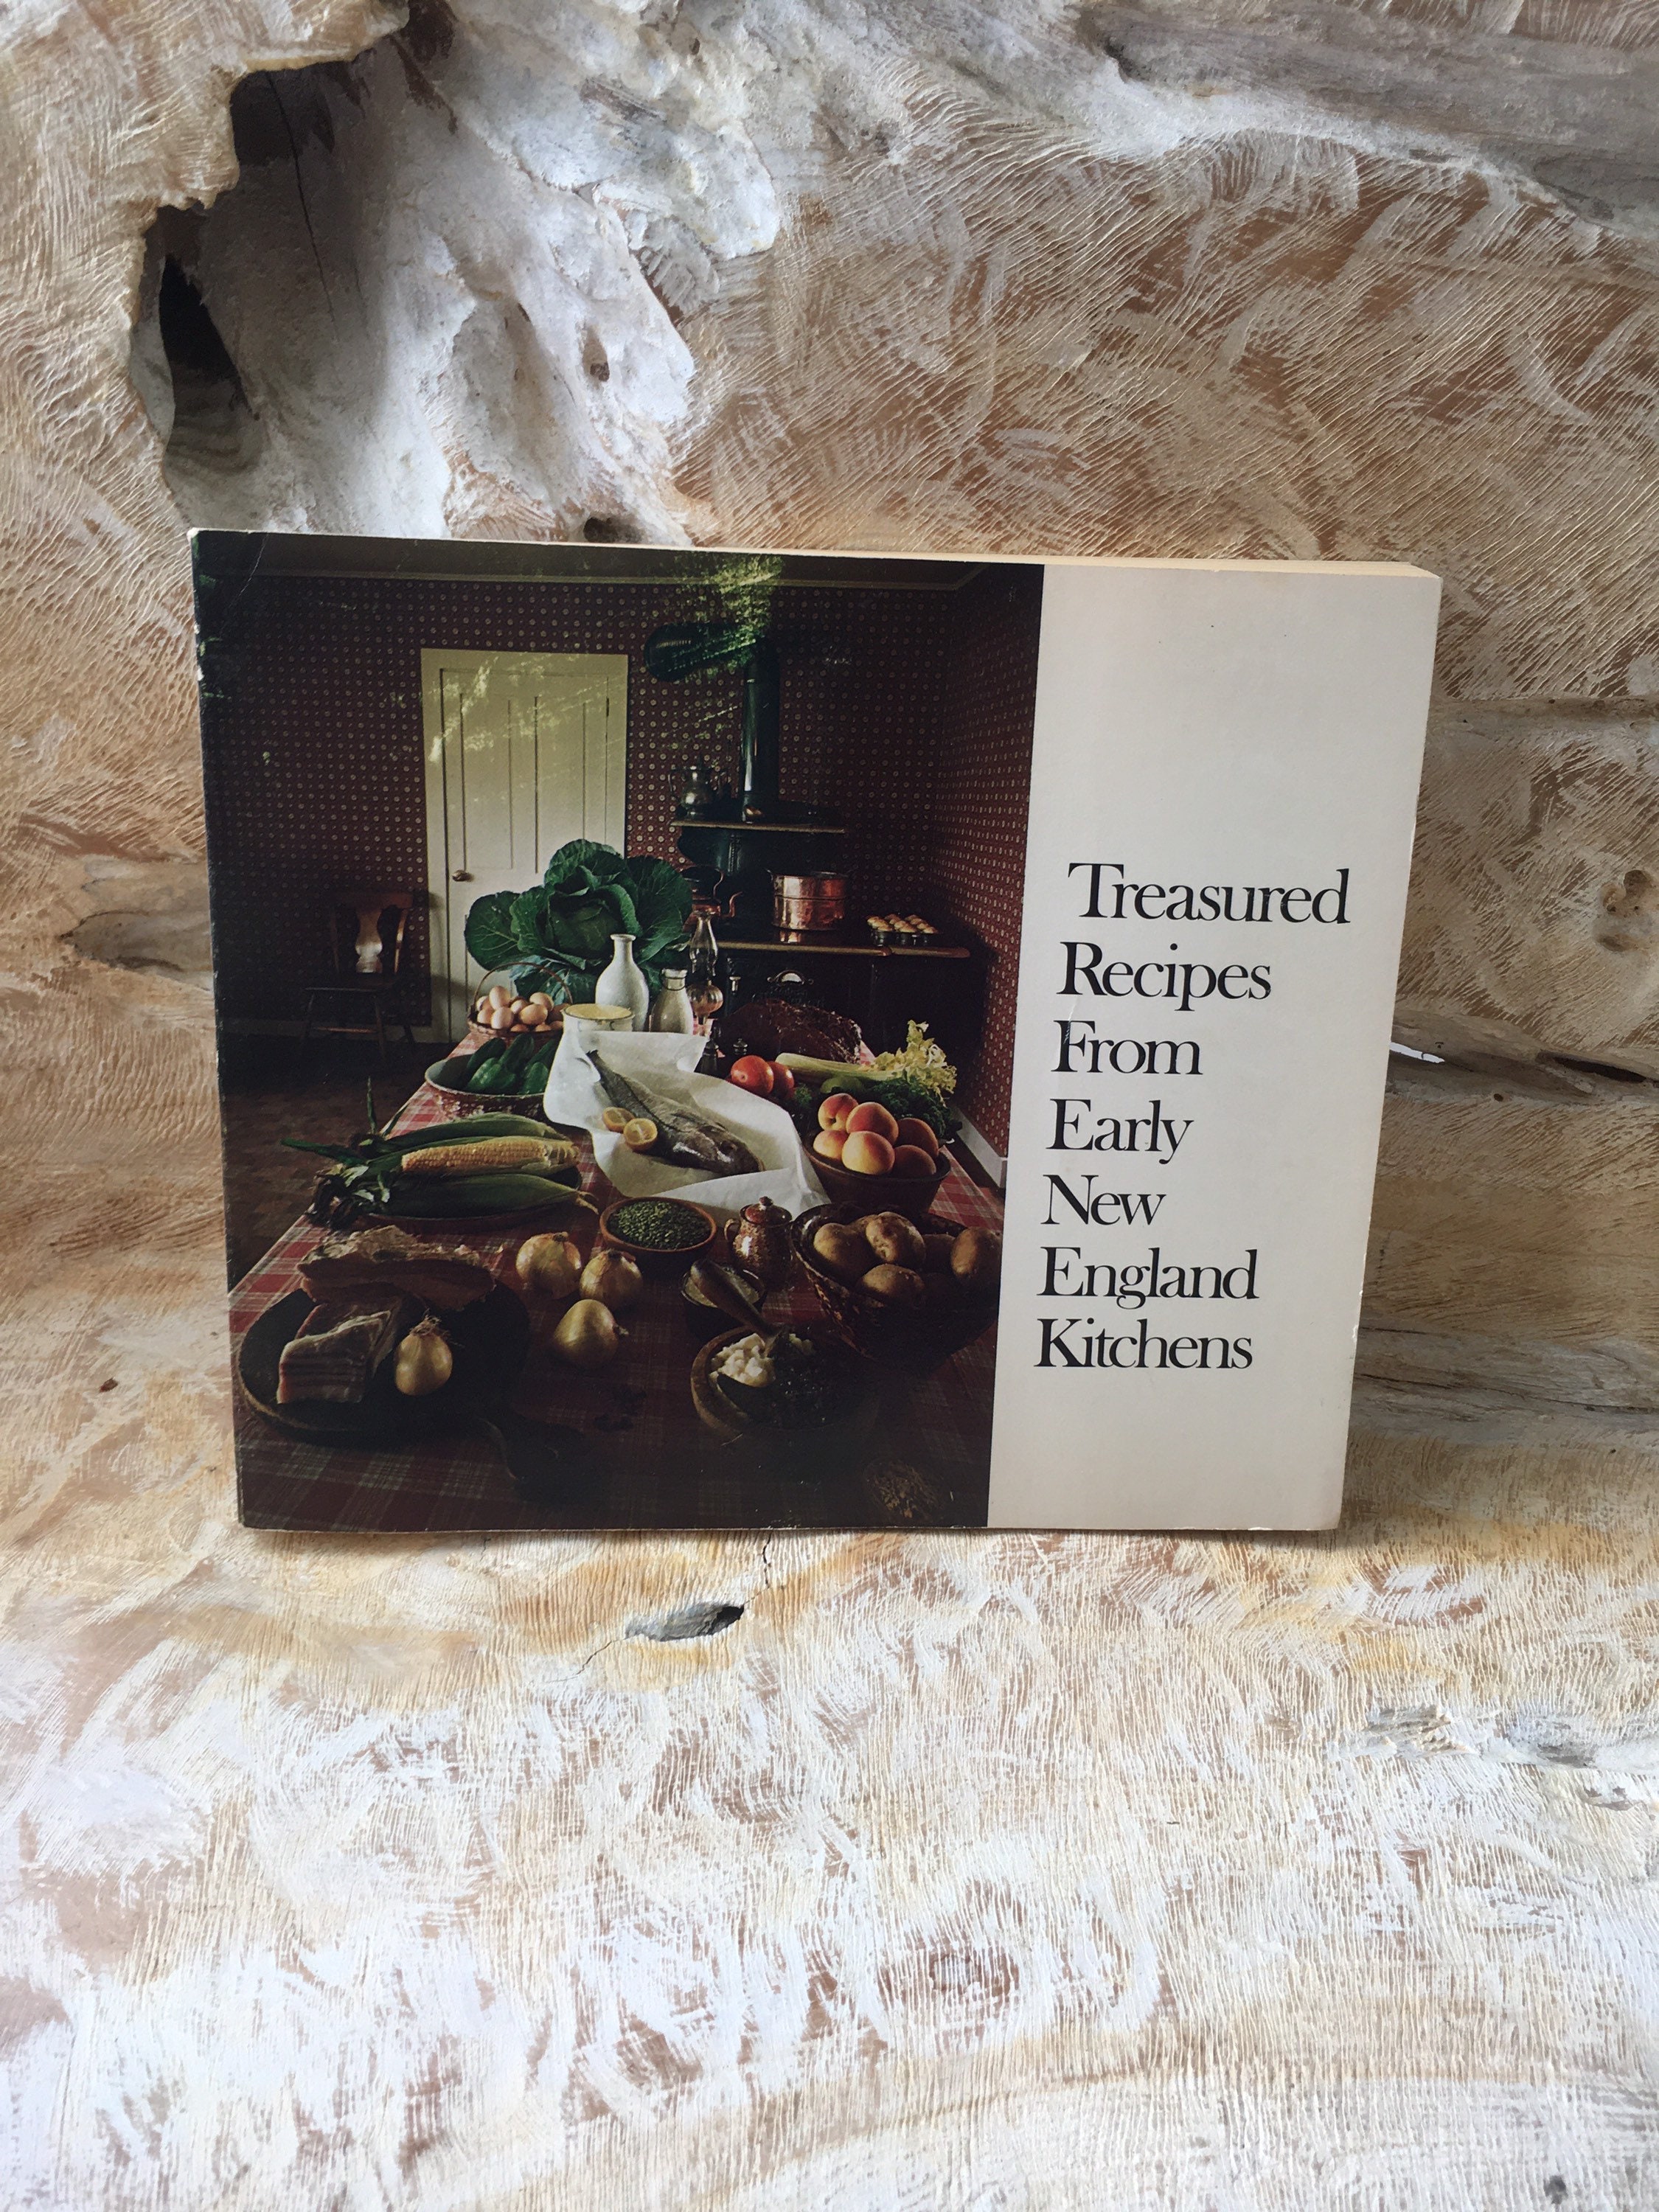 Treasured
Recipes
From
Early
New
England
Kitchens